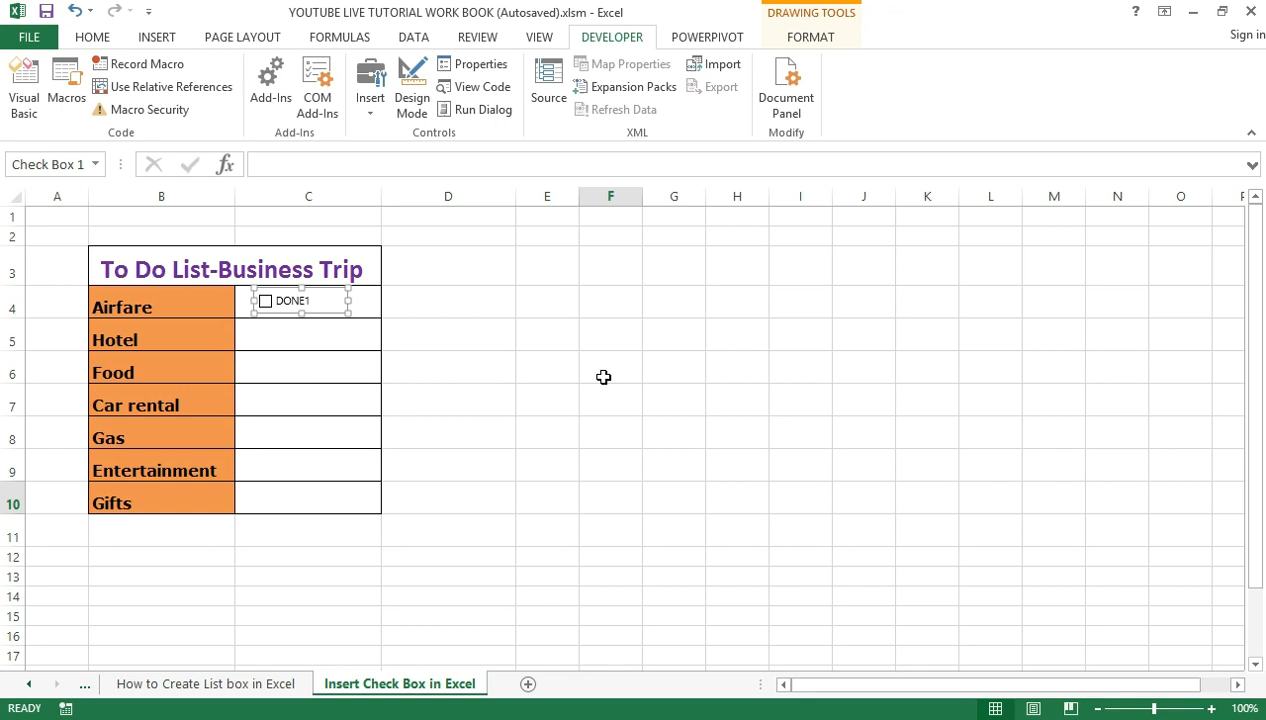 YOUTUBE LIVE TUTORIAL WORK BOOK (Autosaved).xlsm - Excel
DRAWING TOOLS
?
FILE HOME INSERT PAGE LAYOUT FORMULAS DATA REVIEW VIEW DEVELOPER POWERPIVOT FORMAT
Sign in
Visual Basic
Macros
Record Macro
Use Relative References
Macro Security
Code
Add-Ins
COM Add-Ins
Add-Ins
Insert
Design Mode
Properties
View Code
Run Dialog
Controls
Source
Map Properties
Expansion Packs
Refresh Data
Import
Export
XML
Document Panel
Modify
Check Box 1
fx
A B C D E F G H I J K L M N O
1
2
3 To Do List-Business Trip
4 Airfare DONE1
5 Hotel
6 Food
7 Car rental
8 Gas
9 Entertainment
10 Gifts
11
12
13
14
15
16
17
... How to Create List box in Excel Insert Check Box in Excel
READY
100%